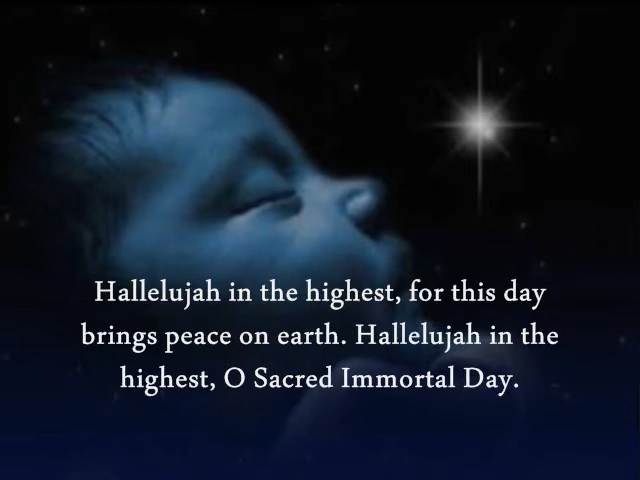 Hallelujah in the highest, for this day
brings peace on earth. Hallelujah in the
highest, O Sacred Immortal Day.